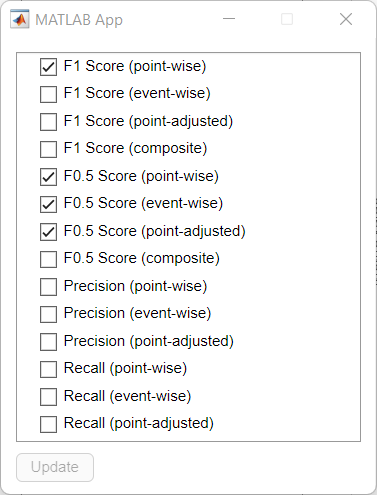 MATLAB App
F1 Score (point-wise)
F1 Score (event-wise)
F1 Score (point-adjusted)
F1 Score (composite)
F0.5 Score (point-wise)
F0.5 Score (event-wise)
F0.5 Score (point-adjusted)
F0.5 Score (composite)
Precision (point-wise)
Precision (event-wise)
Precision (point-adjusted)
Recall (point-wise)
Recall (event-wise)
Recall (point-adjusted)
Update